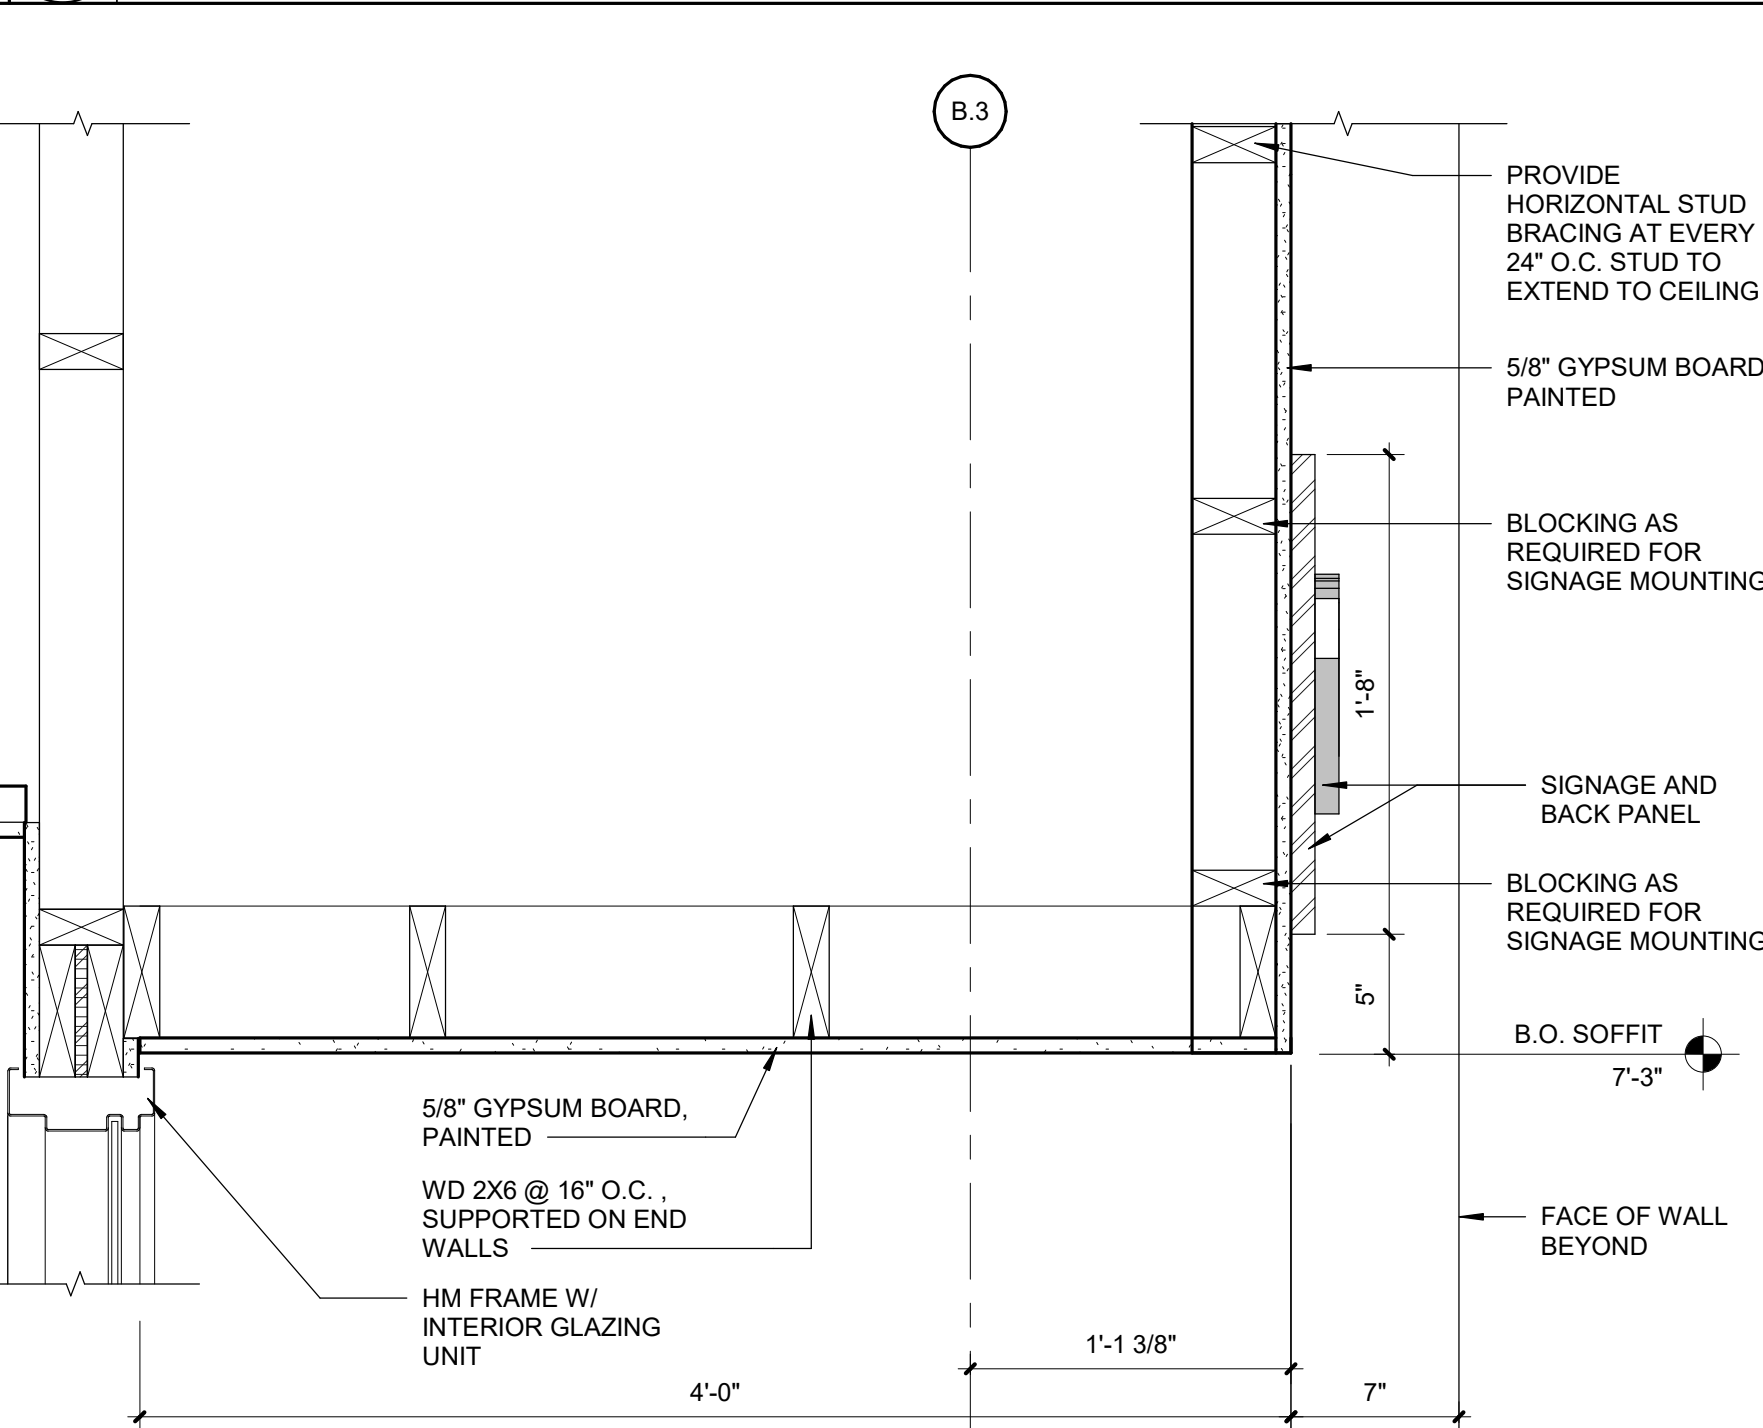 B.3
PROVIDE
HORIZONTAL STUD
BRACING AT EVERY
24" O.C. STUD TO
EXTEND TO CEILING
5/8" GYPSUM BOARD
PAINTED
BLOCKING AS
REQUIRED FOR
SIGNAGE MOUNTING
1'-8"
SIGNAGE AND
BACK PANEL
BLOCKING AS
REQUIRED FOR
SIGNAGE MOUNTING
5"
B.O. SOFFIT
7'-3"
5/8" GYPSUM BOARD,
PAINTED
WD 2X6 @ 16" O.C. ,
SUPPORTED ON END
WALLS
FACE OF WALL
BEYOND
HM FRAME W/
INTERIOR GLAZING
UNIT
1'-1 3/8"
4'-0"
7"